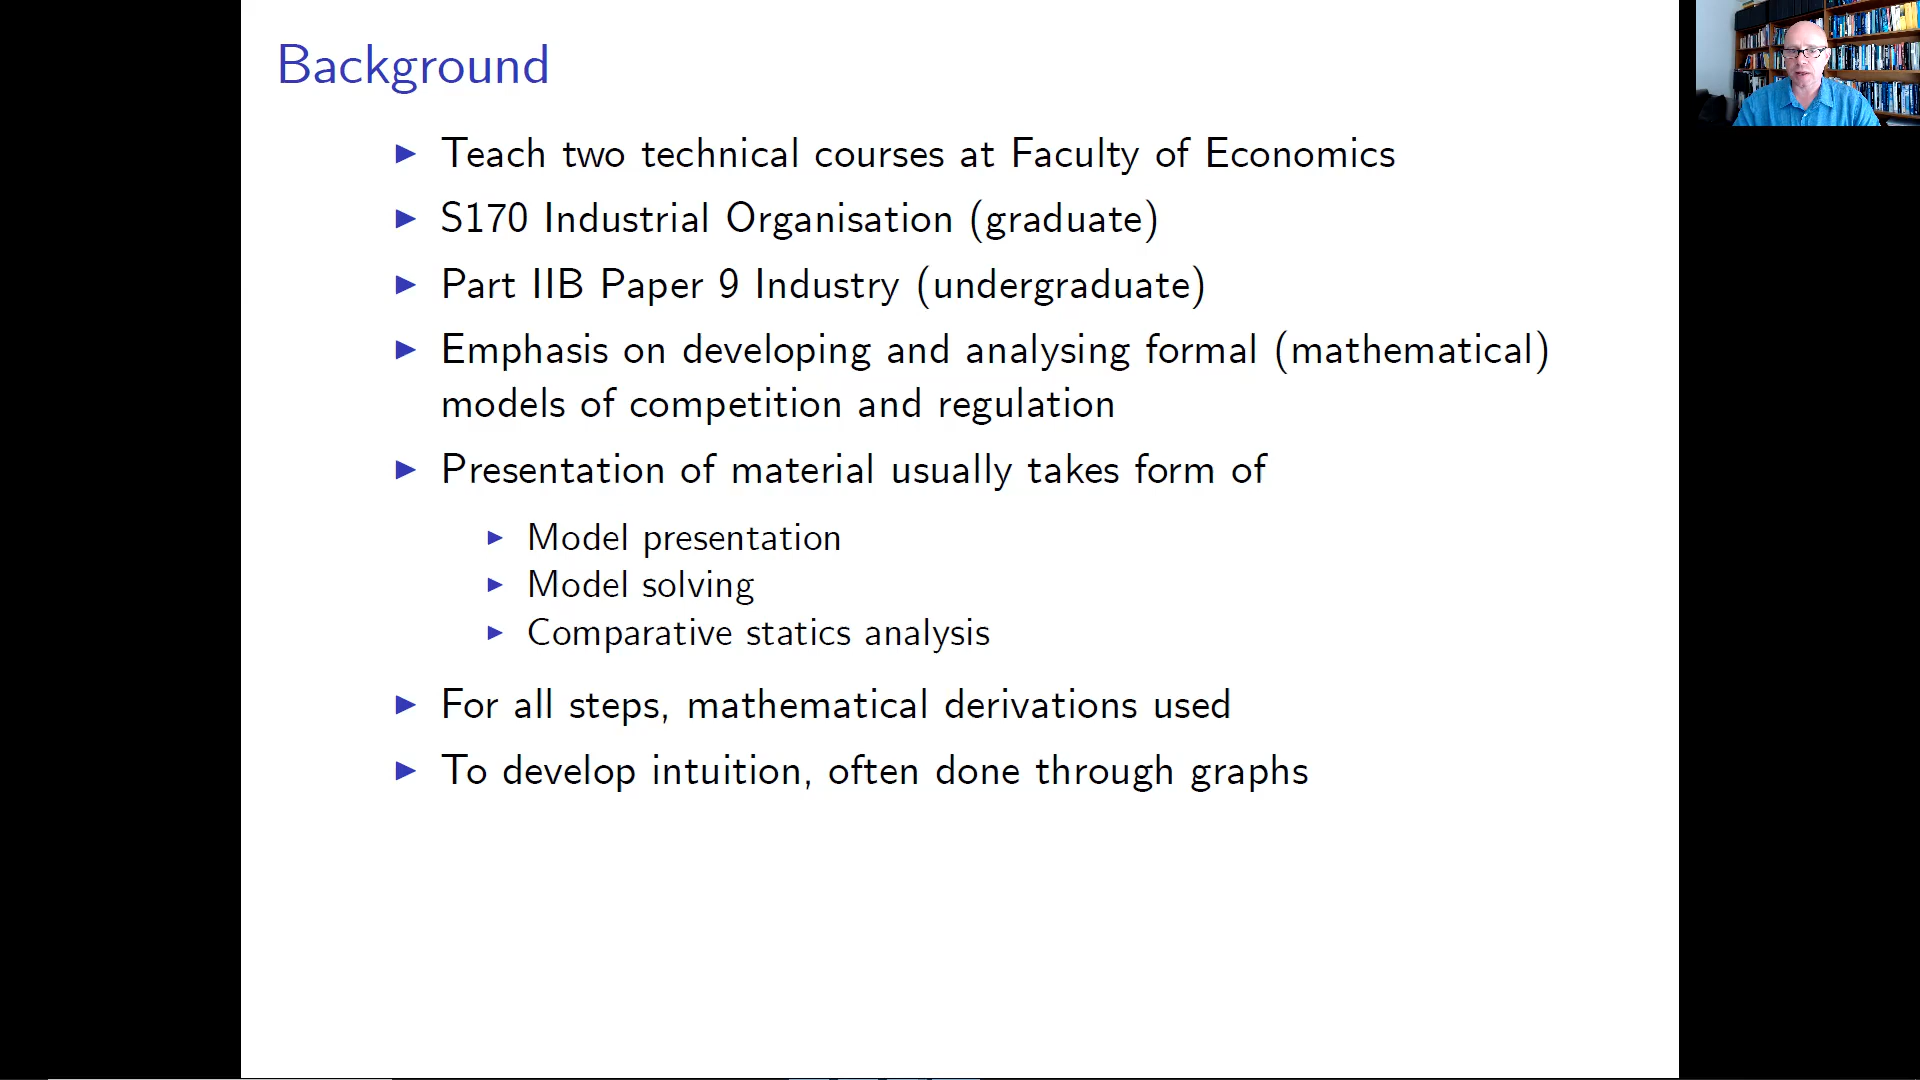 Background
Teach two technical courses at Faculty of Economics
S170 Industrial Organisation (graduate)
Part IIB Paper 9 Industry (undergraduate)
Emphasis on developing and analysing formal (mathematical)
models of competition and regulation
Presentation of material usually takes form of
Model presentation
Model solving
Comparative statics analysis
For all steps, mathematical derivations used
To develop intuition, often done through graphs